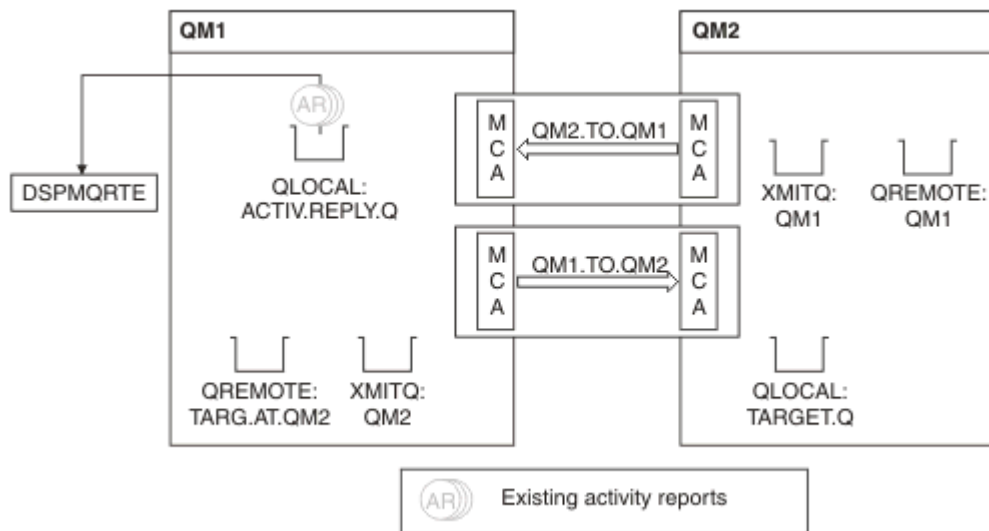 QM1
QM2
AR
M
C
A
QM2.TO.QM1
M
C
A
DSPMQRTE
QLOCAL:
ACTIV.REPLY.Q
XMITQ:
QM1
QREMOTE:
QM1
M
C
A
QM1.TO.QM2
M
C
A
QREMOTE:
TARG.AT.QM2
XMITQ:
QM2
QLOCAL:
TARGET.Q
AR
Existing activity reports